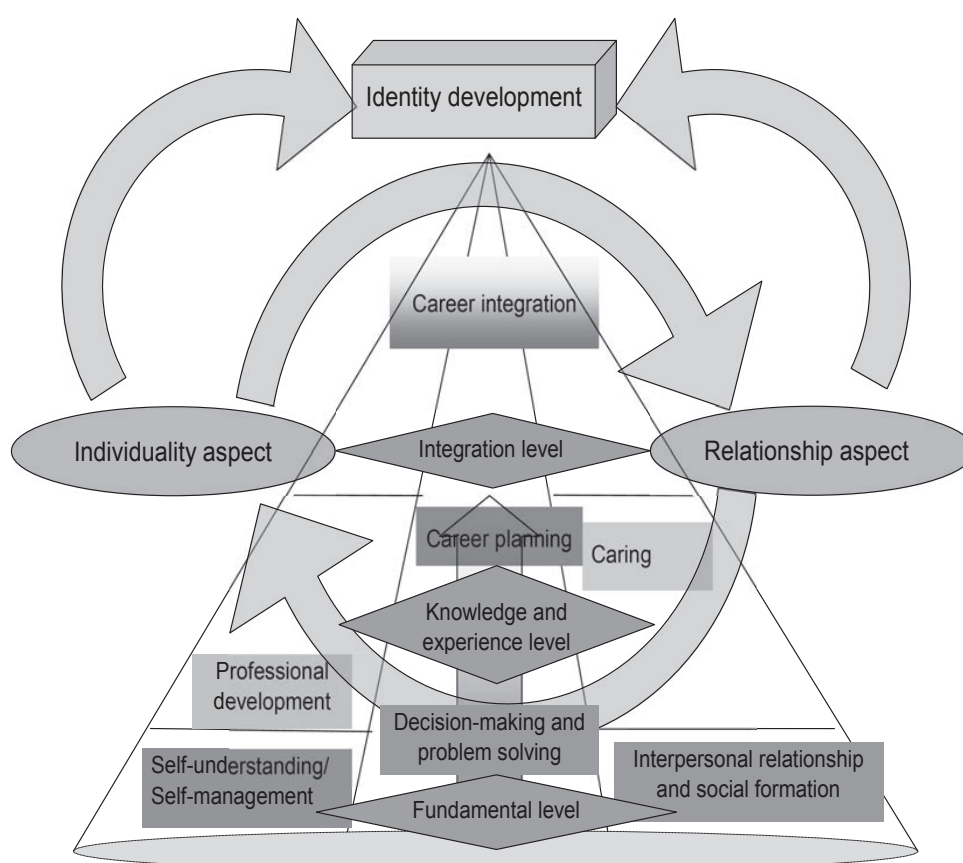 Identity development
Career integration
Individuality aspect
Integration level
Relationship aspect
Career planning
Caring
Knowledge and
experience level
Professional
development
Decision-making and
problem solving
Self-understanding/
Self-management
Interpersonal relationship
and social formation
Fundamental level